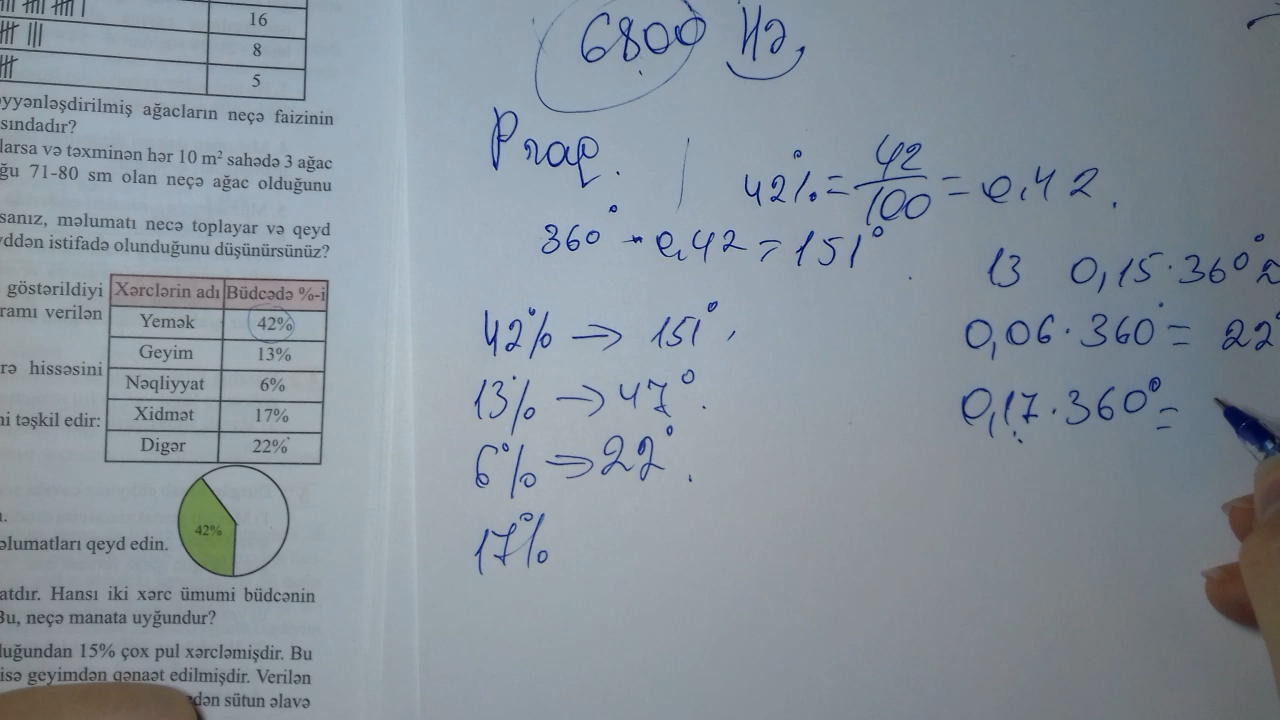 16
8
5
yyənləşdirilmiş ağacların neçə faizinin
sındadır?
larsa və təxminən hər 10 m² sahədə 3 ağac
ğu 71-80 sm olan neçə ağac olduğunu
sanız, məlumatı necə toplayar və qeyd
yddən istifadə olunduğunu düşünürsünüz?
göstərildiyi
ramı verilən
rə hissəsini
ni təşkil edir:
Xərclərin adı Büdcədə %-i
Yemək 42%
Geyim 13%
Nəqliyyat 6%
Xidmət 17%
Digər 22%
42%
əlumatları qeyd edin.
atdır. Hansı iki xərc ümumi büdcənin
Bu, neçə manata uyğundur?
luğundan 15% çox pul xərcləmişdir. Bu
isə geyimdən qənaət edilmişdir. Verilən
dən sütun əlavə
6800
42% = 42/100 = 0,42.
360° · 0,42 = 151°
13 0,15·360° ≈
42% → 151°,
0,06·360° = 22°
13% → 47°.
0,17·360° =
6% → 22°.
17%